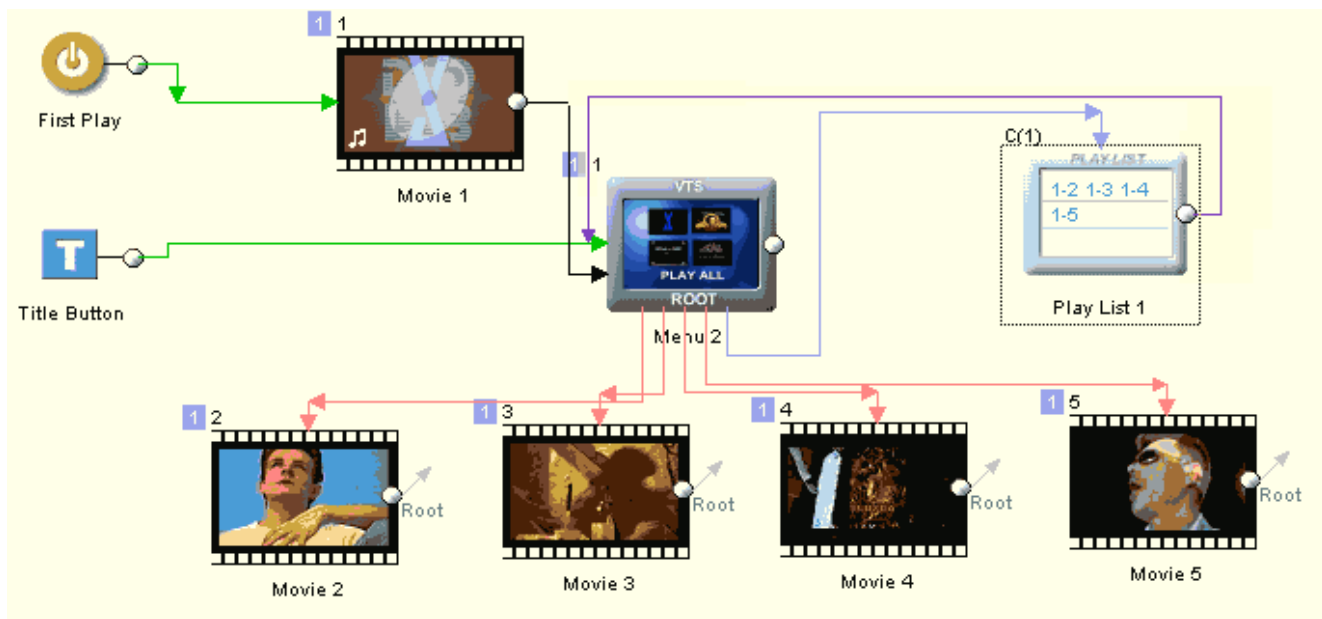 1 1
First Play
Movie 1
C(1)
PLAY-LIST
1-2 1-3 1-4
1-5
Play List 1
1 1
VTS
PLAY ALL
ROOT
Menu 2
T
Title Button
1 2
Root
Movie 2
1 3
Root
Movie 3
1 4
Root
Movie 4
1 5
Root
Movie 5